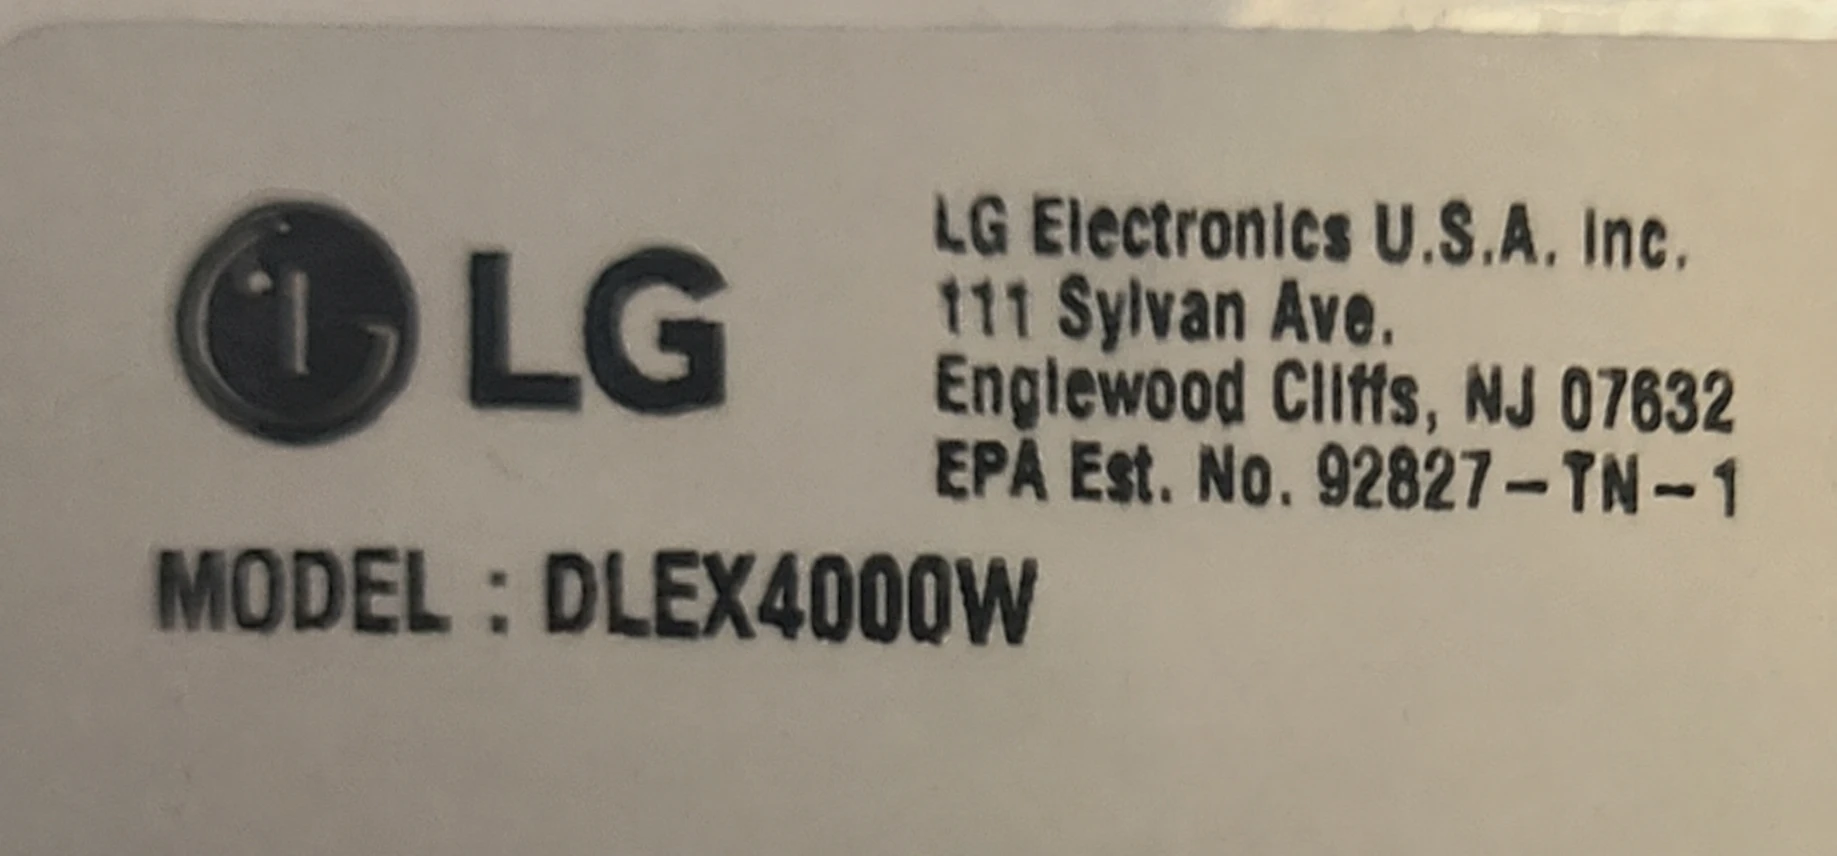 LG
LG Electronics U.S.A. Inc.
111 Sylvan Ave.
Englewood Cliffs, NJ 07632
EPA Est. No. 92827-TN-1
MODEL : DLEX4000W